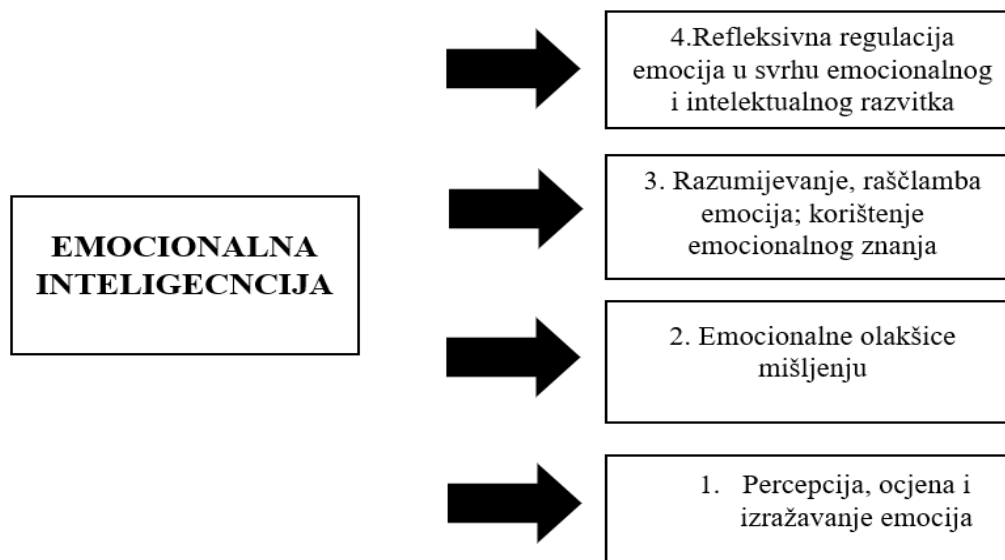 4.Refleksivna regulacija
emocija u svrhu emocionalnog
i intelektualnog razvitka
3. Razumijevanje, raščlamba
emocija; korištenje
emocionalnog znanja
EMOCIONALNA
INTELIGECNCIJA
2. Emocionalne olakšice
mišljenju
1. Percepcija, ocjena i
izražavanje emocija